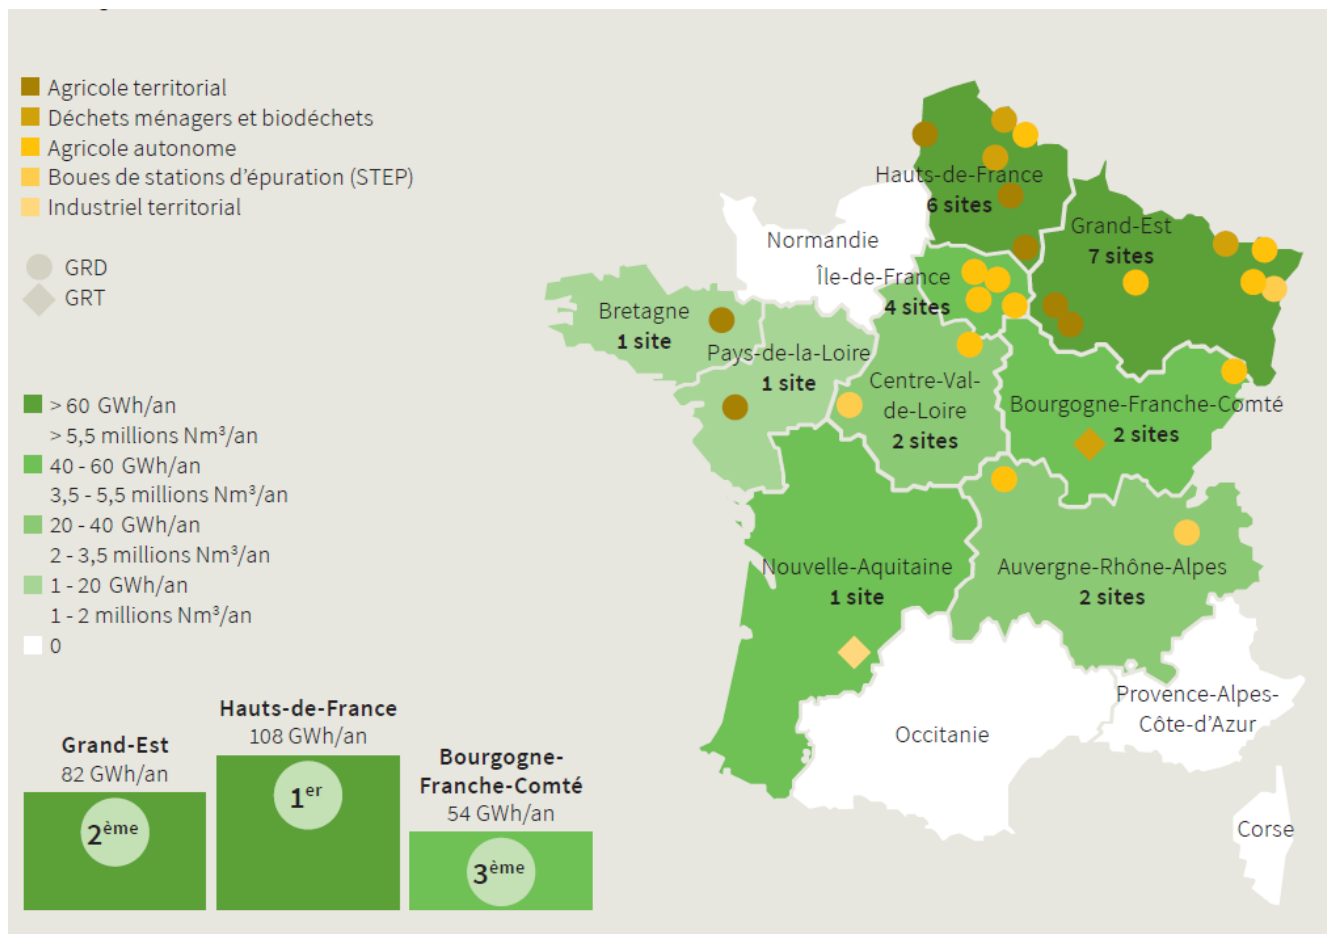 Agricole territorial
Déchets ménagers et biodéchets
Agricole autonome
Boues de stations d'épuration (STEP)
Industriel territorial
GRD
GRT
> 60 GWh/an
> 5,5 millions Nm³/an
40 - 60 GWh/an
3,5 - 5,5 millions Nm³/an
20 - 40 GWh/an
2 - 3,5 millions Nm³/an
1 - 20 GWh/an
1 - 2 millions Nm³/an
0
Hauts-de-France
6 sites
Grand-Est
7 sites
Normandie
Île-de-France
4 sites
Bretagne
1 site
Pays-de-la-Loire
1 site
Centre-Val-
de-Loire
2 sites
Bourgogne-Franche-Comté
2 sites
Nouvelle-Aquitaine
1 site
Auvergne-Rhône-Alpes
2 sites
Occitanie
Provence-Alpes-
Côte-d'Azur
Corse
Grand-Est
82 GWh/an
2ème
Hauts-de-France
108 GWh/an
1er
Bourgogne-
Franche-Comté
54 GWh/an
3ème